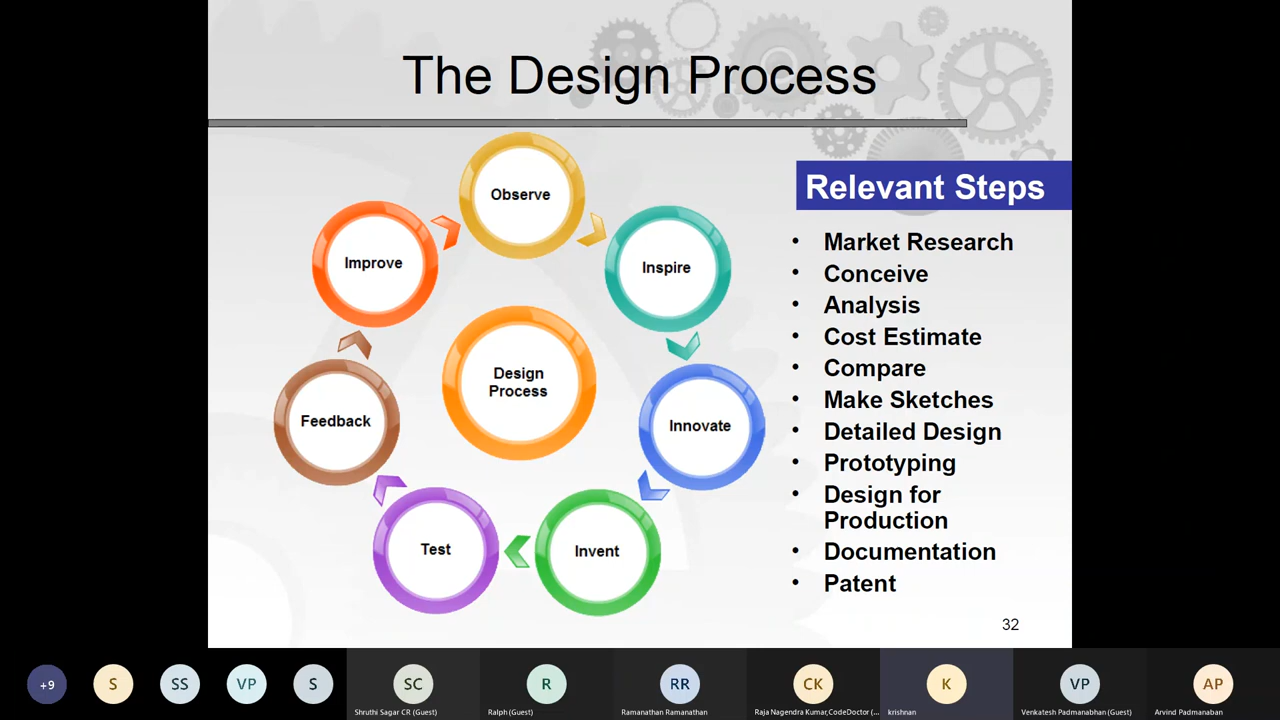 The Design Process
Observe
Inspire
Innovate
Invent
Test
Feedback
Improve
Design
Process
Relevant Steps
• Market Research
• Conceive
• Analysis
• Cost Estimate
• Compare
• Make Sketches
• Detailed Design
• Prototyping
• Design for
Production
• Documentation
• Patent
32
+9
S
SS
VP
S
SC
R
RR
CK
K
VP
AP
Shruthi Sagar CR (Guest)
Ralph (Guest)
Ramanathan Ramanathan
Raja Nagendra Kumar,CodeDoctor (...
krishnan
Venkatesh Padmanabhan (Guest)
Arvind Padmanaban